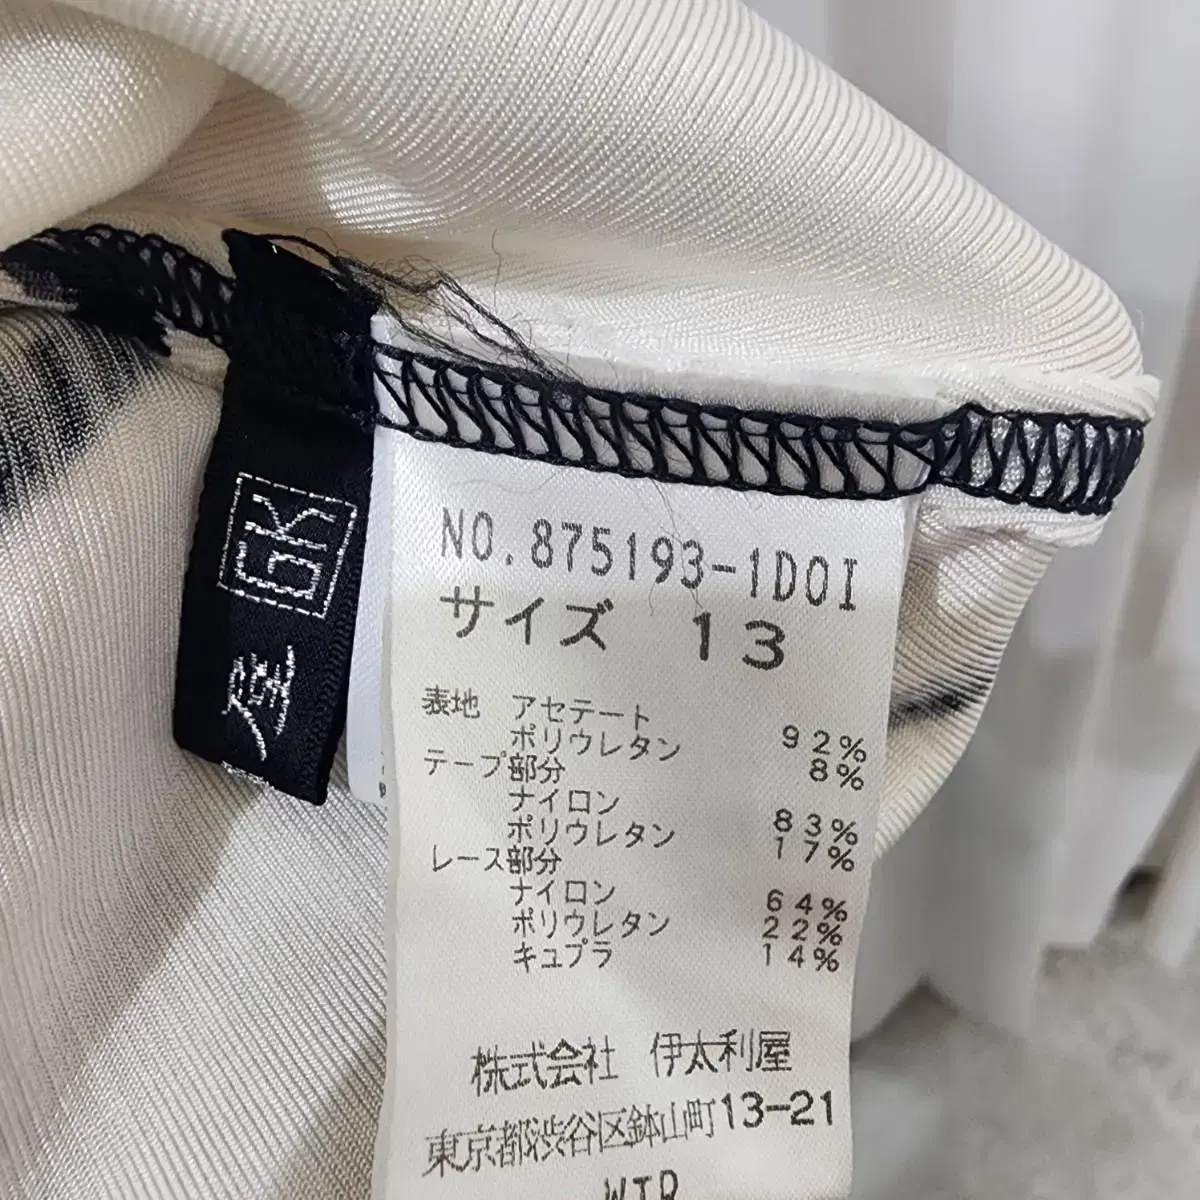 NO.875193-1D0I
サイズ 13
表地 アセテート 92%
ポリウレタン 8%
テープ部分
ナイロン 83%
ポリウレタン 17%
レース部分
ナイロン 64%
ポリウレタン 22%
キュプラ 14%
株式会社 伊太利屋
東京都渋谷区鉢山町13-21
WTR
GK
屋